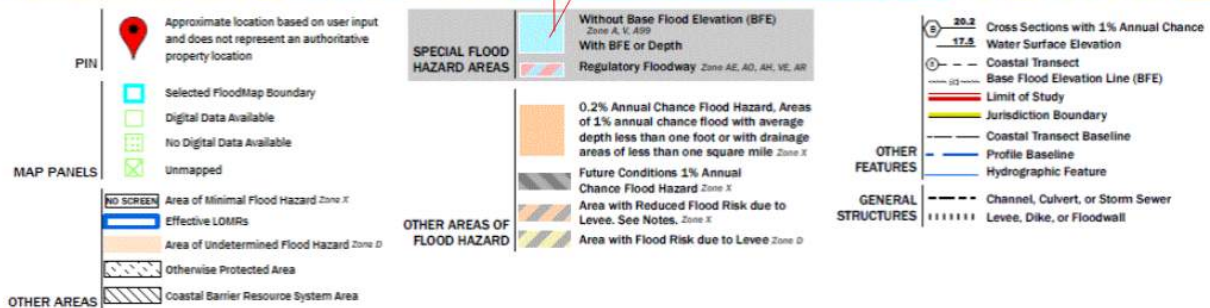 PIN
Approximate location based on user input
and does not represent an authoritative
property location
MAP PANELS
Selected FloodMap Boundary
Digital Data Available
No Digital Data Available
Unmapped
OTHER AREAS
NO SCREEN Area of Minimal Flood Hazard Zone X
Effective LOMRs
Area of Undetermined Flood Hazard Zone D
Otherwise Protected Area
Coastal Barrier Resource System Area
SPECIAL FLOOD
HAZARD AREAS
Without Base Flood Elevation (BFE)
Zone A, V, A99
With BFE or Depth
Regulatory Floodway Zone AE, AO, AH, VE, AR
OTHER AREAS OF
FLOOD HAZARD
0.2% Annual Chance Flood Hazard, Areas
of 1% annual chance flood with average
depth less than one foot or with drainage
areas of less than one square mile Zone X
Future Conditions 1% Annual
Chance Flood Hazard Zone X
Area with Reduced Flood Risk due to
Levee. See Notes. Zone X
Area with Flood Risk due to Levee Zone D
OTHER
FEATURES
20.2 Cross Sections with 1% Annual Chance
17.5 Water Surface Elevation
Coastal Transect
Base Flood Elevation Line (BFE)
Limit of Study
Jurisdiction Boundary
Coastal Transect Baseline
Profile Baseline
Hydrographic Feature
GENERAL
STRUCTURES
Channel, Culvert, or Storm Sewer
Levee, Dike, or Floodwall